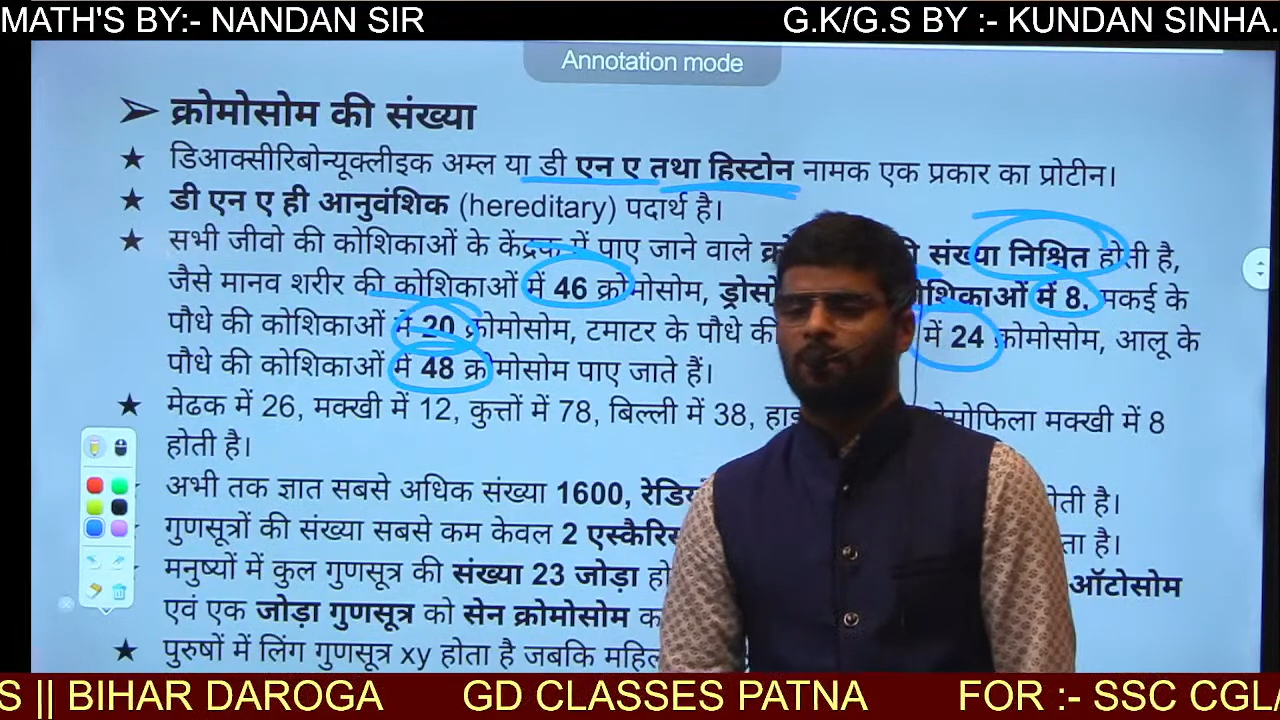 MATH'S BY:- NANDAN SIR
G.K/G.S BY :- KUNDAN SINHA.
Annotation mode
➢ क्रोमोसोम की संख्या
★ डिआक्सीरिबोन्यूक्लीइक अम्ल या डी एन ए तथा हिस्टोन नामक एक प्रकार का प्रोटीन।
★ डी एन ए ही आनुवंशिक (hereditary) पदार्थ है।
★ सभी जीवो की कोशिकाओं के केंद्रक में पाए जाने वाले संख्या निश्चित होती है,
जैसे मानव शरीर की कोशिकाओं में 46 क्रोमोसोम, में 8, मकई के
पौधे की कोशिकाओं में 20 क्रोमोसोम, टमाटर के पौधे की में 24 क्रोमोसोम, आलू के
पौधे की कोशिकाओं में 48 क्रोमोसोम पाए जाते हैं।
★ मेढक में 26, मक्खी में 12, कुत्तों में 78, बिल्ली में 38, मक्खी में 8
होती है।
अभी तक ज्ञात सबसे अधिक संख्या 1600, होती है।
गुणसूत्रों की संख्या सबसे कम केवल 2
मनुष्यों में कुल गुणसूत्र की संख्या 23 जोड़ा ऑटोसोम
एवं एक जोड़ा गुणसूत्र को सेन क्रोमोसोम
★ पुरुषों में लिंग गुणसूत्र xy होता है जबकि
S || BIHAR DAROGA GD CLASSES PATNA FOR :- SSC CGL